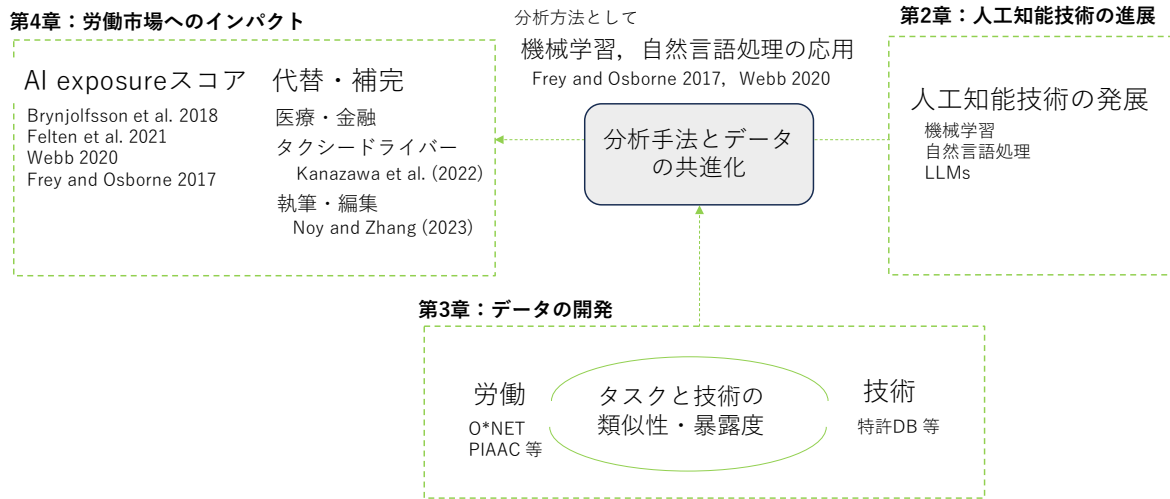 第4章：労働市場へのインパクト
AI exposureスコア
Brynjolfsson et al. 2018
Felten et al. 2021
Webb 2020
Frey and Osborne 2017
代替・補完
医療・金融
タクシードライバー
Kanazawa et al. (2022)
執筆・編集
Noy and Zhang (2023)
分析方法として
機械学習，自然言語処理の応用
Frey and Osborne 2017，Webb 2020
分析手法とデータ
の共進化
第2章：人工知能技術の進展
人工知能技術の発展
機械学習
自然言語処理
LLMs
第3章：データの開発
労働
O*NET
PIAAC 等
タスクと技術の
類似性・暴露度
技術
特許DB 等